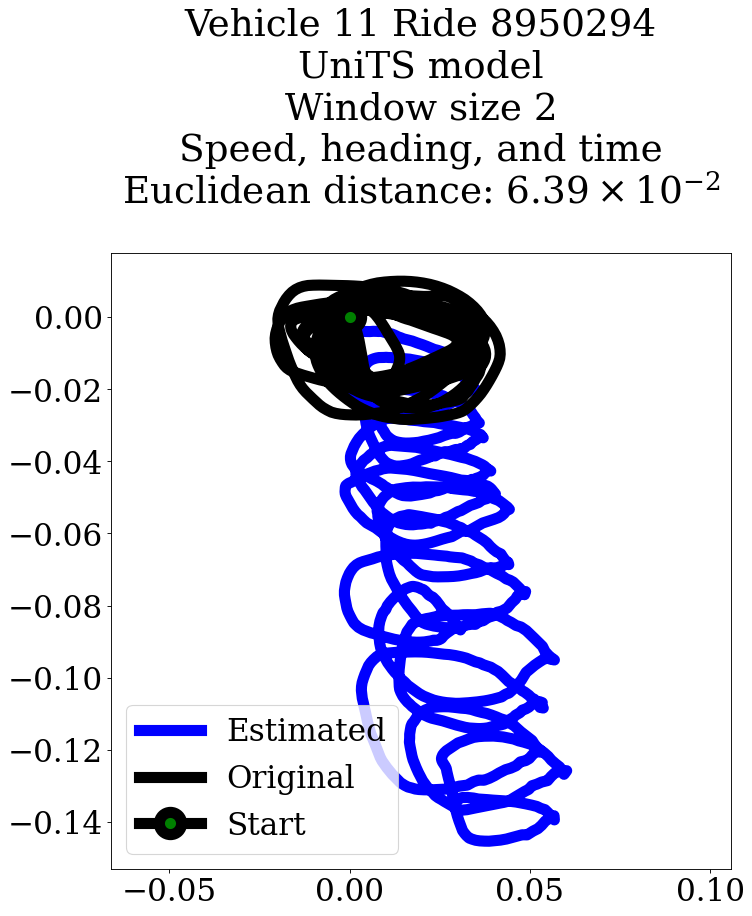 Vehicle 11 Ride 8950294
UniTS model
Window size 2
Speed, heading, and time
Euclidean distance: 6.39 × 10⁻²
0.00
−0.02
−0.04
−0.06
−0.08
−0.10
−0.12
−0.14
Estimated
Original
Start
−0.05 0.00 0.05 0.10